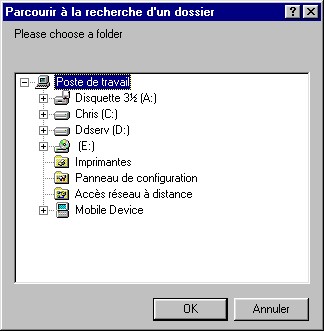 Parcourir à la recherche d'un dossier
Please choose a folder
Poste de travail
Disquette 3½ (A:)
Chris (C:)
Ddserv (D:)
(E:)
Imprimantes
Panneau de configuration
Accès réseau à distance
Mobile Device
OK
Annuler